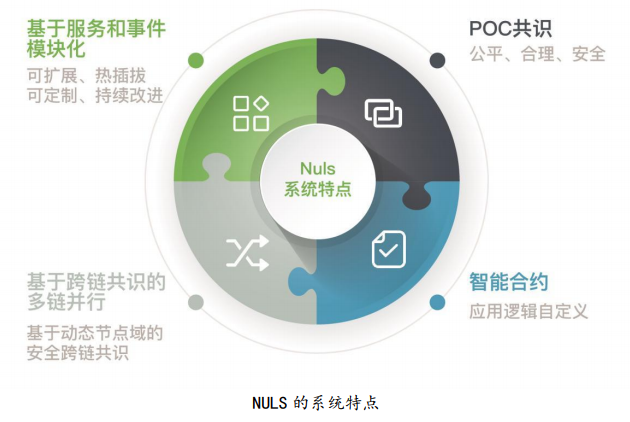 基于服务和事件
模块化
可扩展、热插拔
可定制、持续改进
POC共识
公平、合理、安全
Nuls
系统特点
基于跨链共识的
多链并行
基于动态节点域的
安全跨链共识
智能合约
应用逻辑自定义
NULS 的系统特点